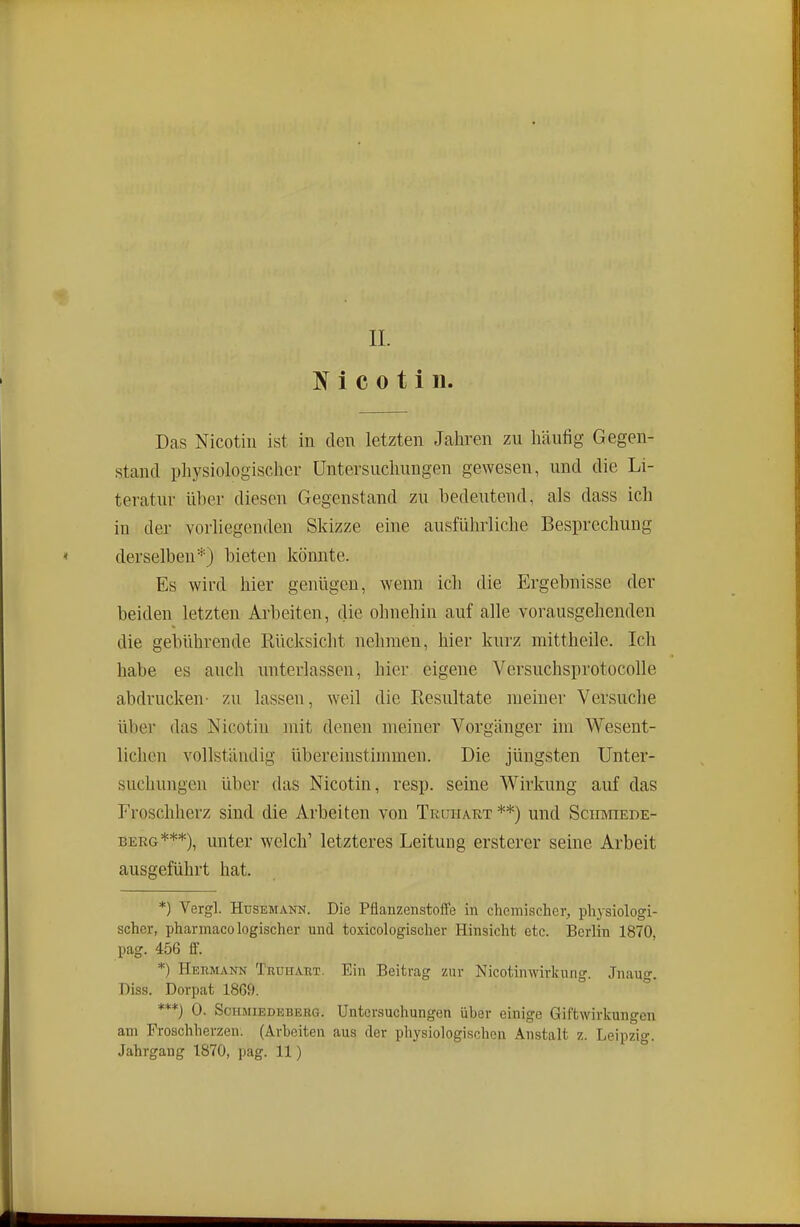 II.
Nicotin.
Das Nicotin ist in den letzten Jahren zu häufig Gegen-
stand physiologischer Untersuchungen gewesen, und die Li-
teratur über diesen Gegenstand zu bedeutend, als dass ich
in der vorliegenden Skizze eine ausführliche Besprechung
derselben*) bieten könnte.
Es wird hier genügen, wenn ich die Ergebnisse der
beiden letzten Arbeiten, die ohnehin auf alle vorausgehenden
die gebührende Rücksicht nehmen, hier kurz mittheile. Ich
habe es auch unterlassen, hier eigene Versuchsprotocolle
abdrucken· zu lassen, weil die Resultate meiner Versuche
über das Nicotin mit denen meiner Vorgänger im Wesent-
lichen vollständig übereinstimmen. Die jüngsten Unter-
suchungen über das Nicotin, resp. seine Wirkung auf das
Froschherz sind die Arbeiten von Truhart**) und Schmiede-
berg***), unter welch' letzteres Leitung ersterer seine Arbeit
ausgeführt hat.
*) Vergl. Husemann. Die Pflanzenstoffe in chemischer, physiologi-
scher, pharmacologischer und toxicologischer Hinsicht etc. Berlin 1870,
pag. 456 ff.
*) Hermann Truhart. Ein Beitrag zur Nicotinwirkung. Jnaug.
Diss. Dorpat 1869.
***) O. Schmiedeberg. Untersuchungen über einige Giftwirkungen
am Froschherzen. (Arbeiten aus der physiologischen Anstalt z. Leipzig.
Jahrgang 1870, pag. 11)